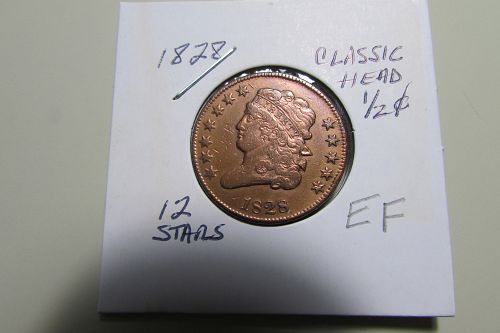 1828
CLASSIC
HEAD
1/2¢
1828
12
STARS
EF